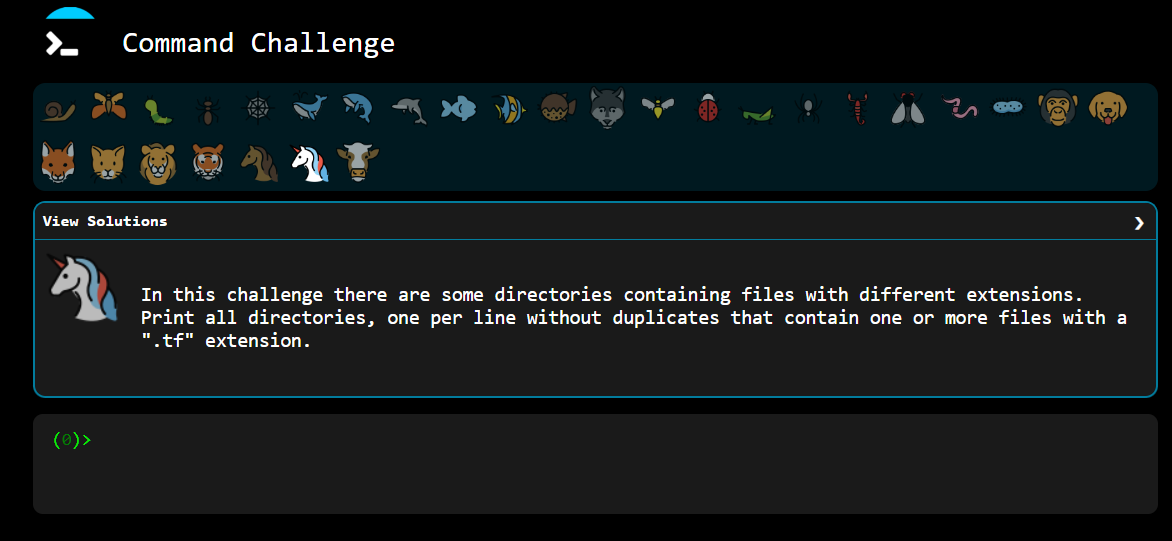 Command Challenge
View Solutions
In this challenge there are some directories containing files with different extensions.
Print all directories, one per line without duplicates that contain one or more files with a
".tf" extension.
(0)>